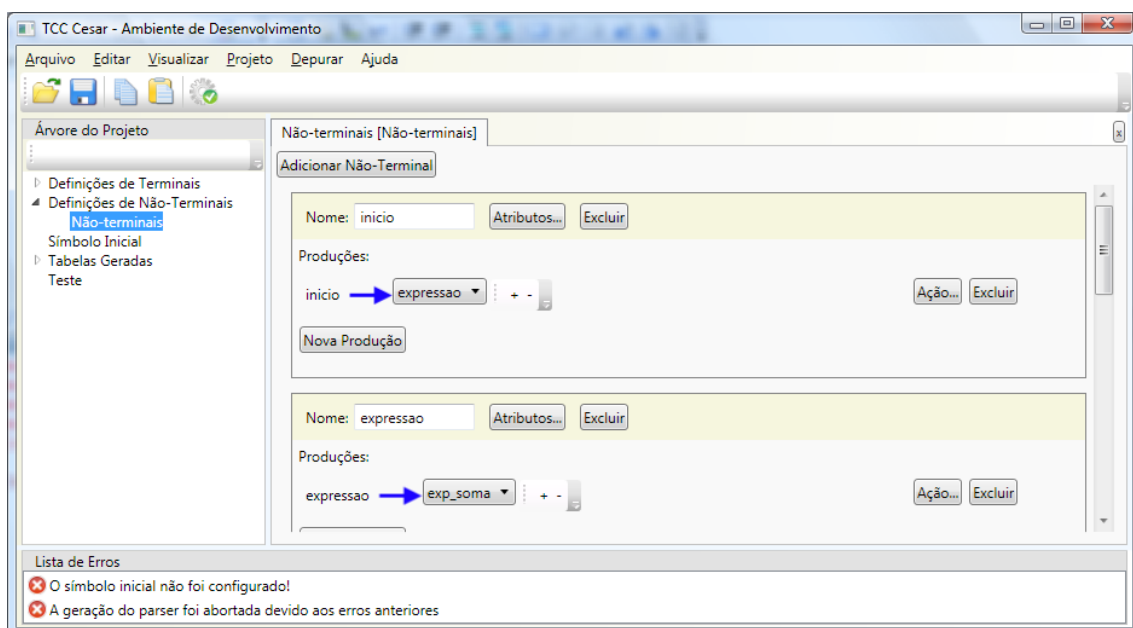 TCC Cesar - Ambiente de Desenvolvimento
Arquivo Editar Visualizar Projeto Depurar Ajuda
Árvore do Projeto
Definições de Terminais
Definições de Não-Terminais
Não-terminais
Símbolo Inicial
Tabelas Geradas
Teste
Não-terminais [Não-terminais]
x
Adicionar Não-Terminal
Nome: inicio Atributos... Excluir
Produções:
inicio expressao + - Ação... Excluir
Nova Produção
Nome: expressao Atributos... Excluir
Produções:
expressao exp_soma + - Ação... Excluir
Lista de Erros
O símbolo inicial não foi configurado!
A geração do parser foi abortada devido aos erros anteriores